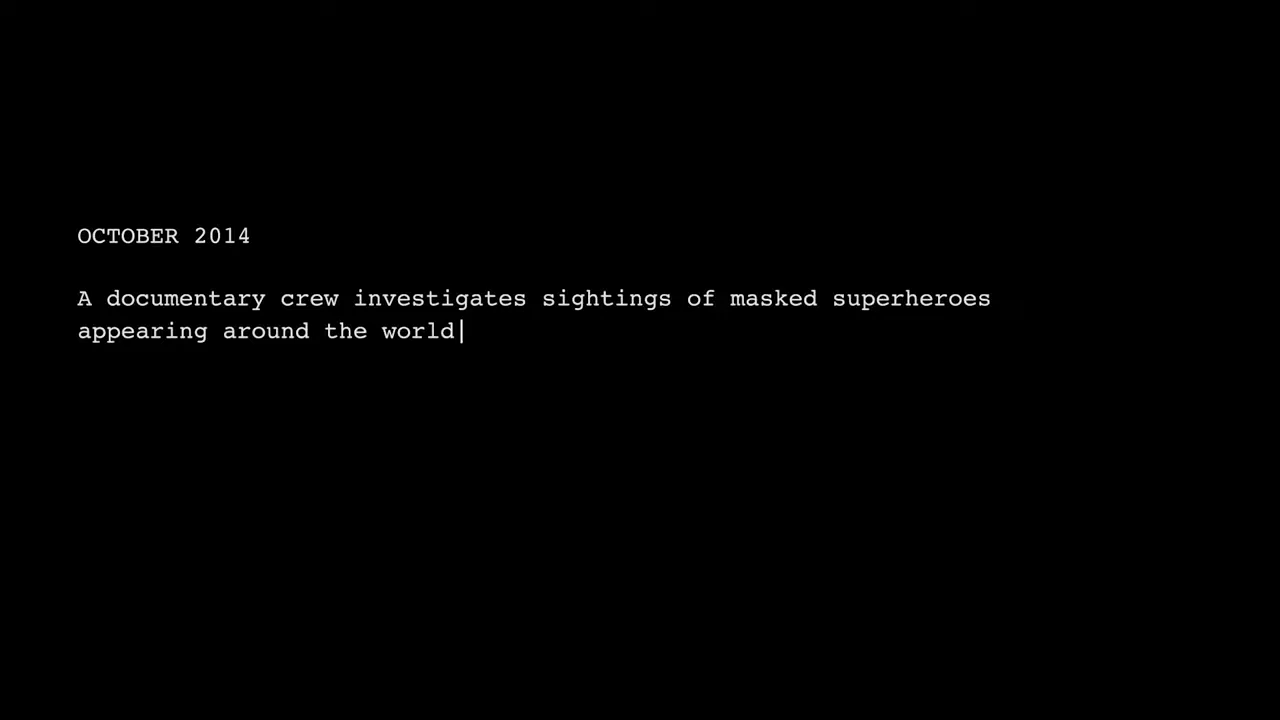 OCTOBER 2014
A documentary crew investigates sightings of masked superheroes
appearing around the world